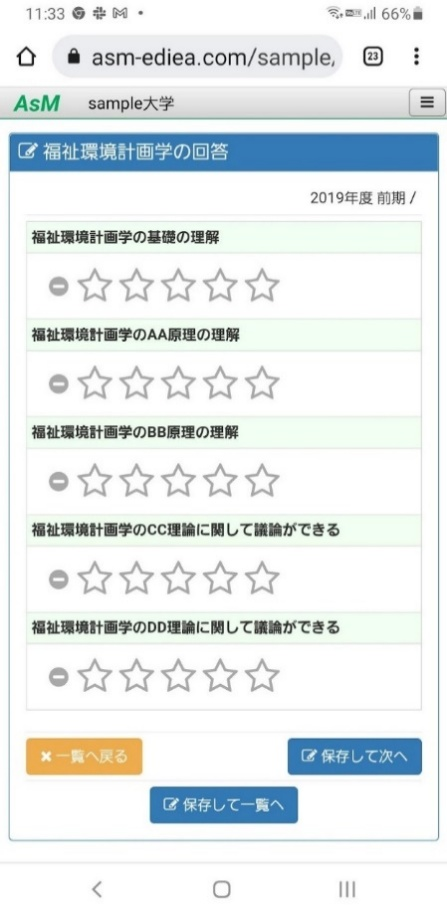 11:33
66%
asm-ediea.com/sample,
23
AsM sample大学
福祉環境計画学の回答
2019年度 前期 /
福祉環境計画学の基礎の理解
福祉環境計画学のAA原理の理解
福祉環境計画学のBB原理の理解
福祉環境計画学のCC理論に関して議論ができる
福祉環境計画学のDD理論に関して議論ができる
一覧へ戻る
保存して次へ
保存して一覧へ